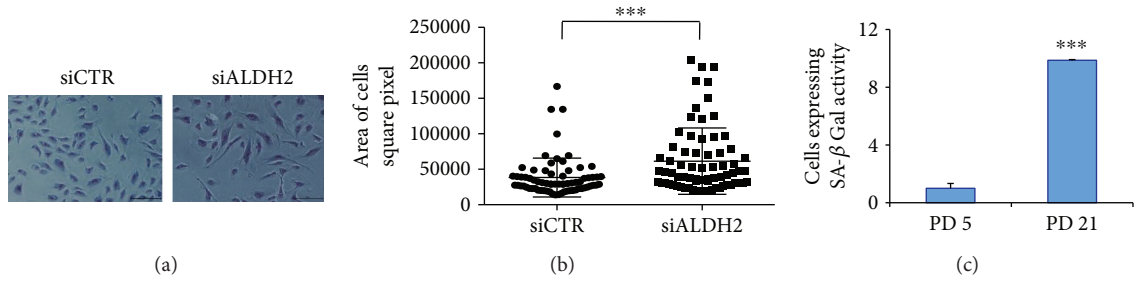 siCTR
siALDH2
(a)
Area of cells
square pixel
250000
200000
150000
100000
50000
0
***
siCTR
siALDH2
(b)
Cells expressing
SA-β Gal activity
12
8
4
0
***
PD 5
PD 21
(c)